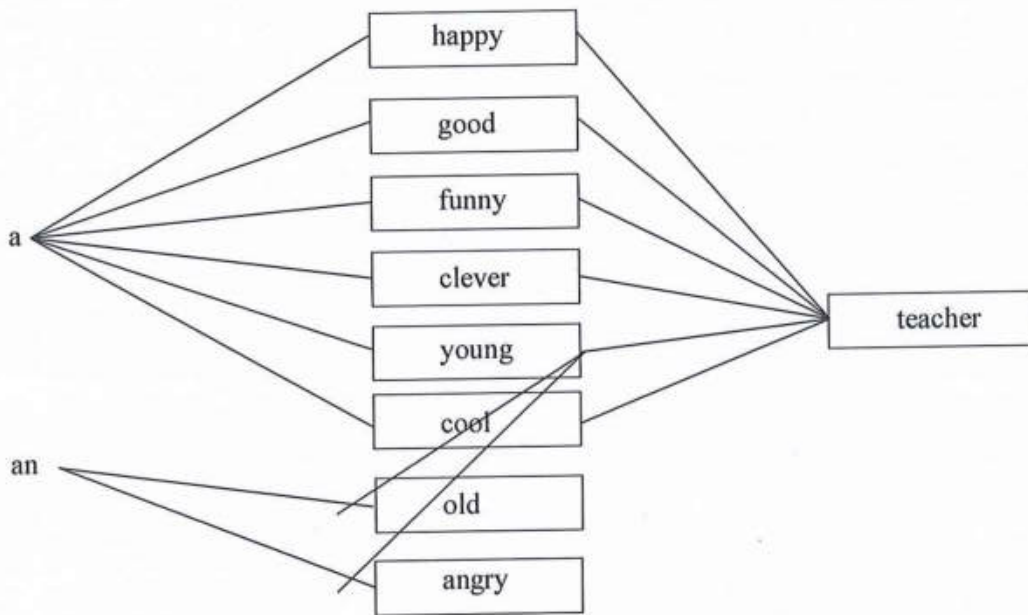 happy
good
funny
a
clever
teacher
young
cool
an
old
angry